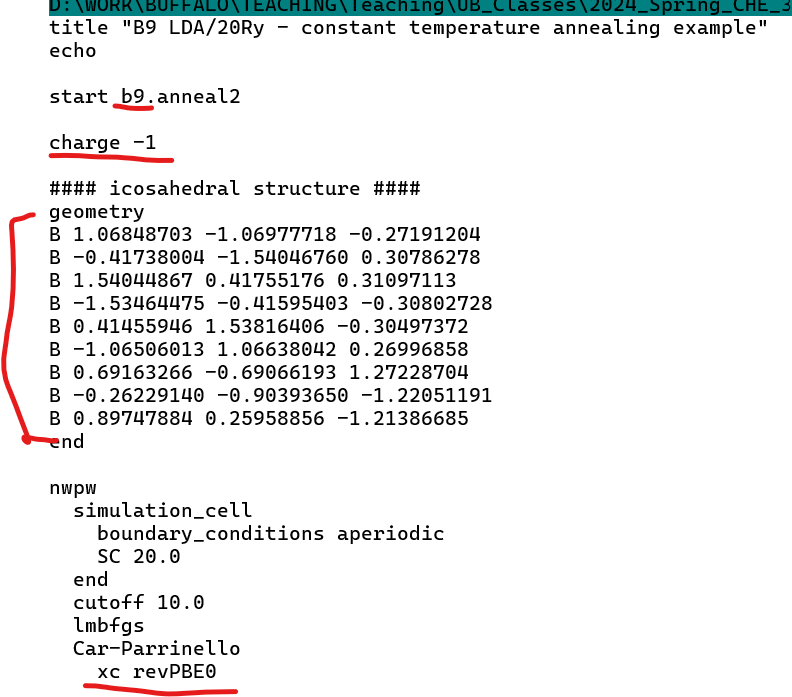 D:\WORK\BUFFALO\TEACHING\Teaching\UB_Classes\2024_Spring_CHE_3
title "B9 LDA/20Ry - constant temperature annealing example"
echo
start b9.anneal2
charge -1
#### icosahedral structure ####
geometry
B 1.06848703 -1.06977718 -0.27191204
B -0.41738004 -1.54046760 0.30786278
B 1.54044867 0.41755176 0.31097113
B -1.53464475 -0.41595403 -0.30802728
B 0.41455946 1.53816406 -0.30497372
B -1.06506013 1.06638042 0.26996858
B 0.69163266 -0.69066193 1.27228704
B -0.26229140 -0.90393650 -1.22051191
B 0.89747884 0.25958856 -1.21386685
end
nwpw
simulation_cell
boundary_conditions aperiodic
SC 20.0
end
cutoff 10.0
lmbfgs
Car-Parrinello
xc revPBE0